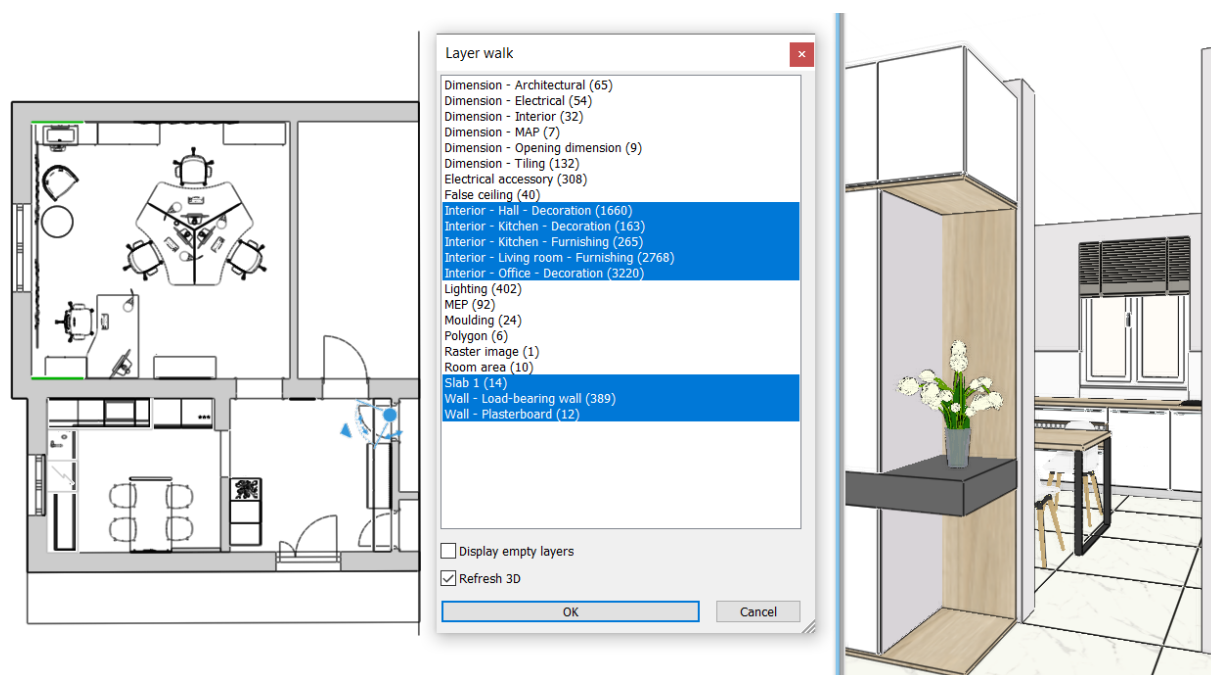 Layer walk
Dimension - Architectural (65)
Dimension - Electrical (54)
Dimension - Interior (32)
Dimension - MAP (7)
Dimension - Opening dimension (9)
Dimension - Tiling (132)
Electrical accessory (308)
False ceiling (40)
Interior - Hall - Decoration (1660)
Interior - Kitchen - Decoration (163)
Interior - Kitchen - Furnishing (265)
Interior - Living room - Furnishing (2768)
Interior - Office - Decoration (3220)
Lighting (402)
MEP (92)
Moulding (24)
Polygon (6)
Raster image (1)
Room area (10)
Slab 1 (14)
Wall - Load-bearing wall (389)
Wall - Plasterboard (12)
Display empty layers
Refresh 3D
OK Cancel